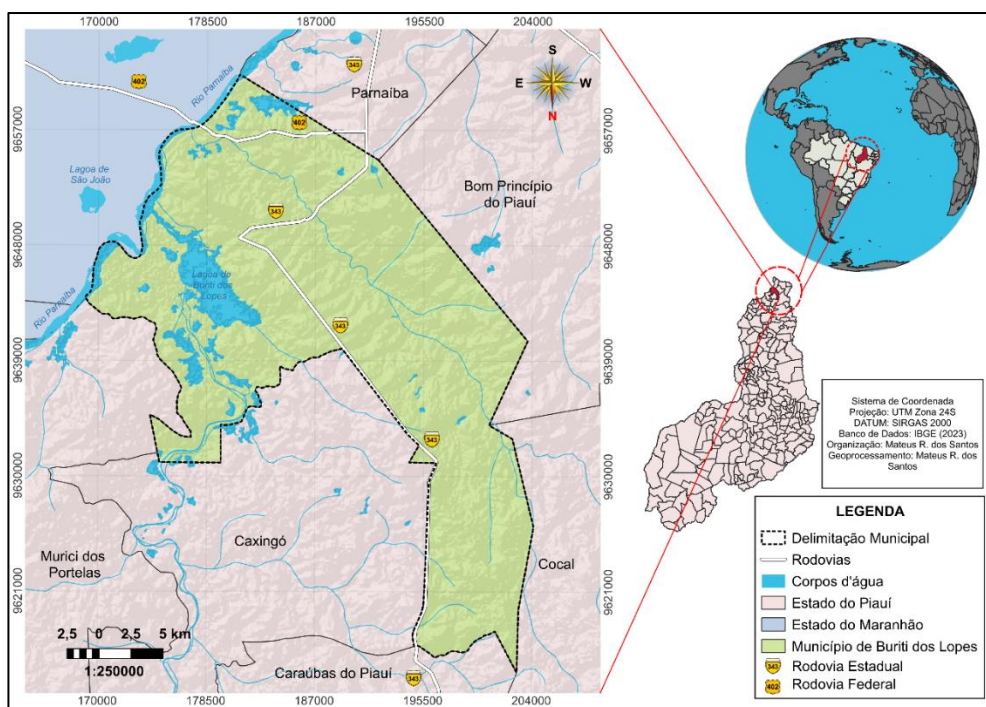 170000 178500 187000 195500 204000
9657000
9648000
9639000
9630000
9621000
9657000
9648000
9639000
9630000
9621000
Rio Parnaíba
343
Parnaíba
402
402
S
E W
N
Lagoa de
São João
Bom Princípio
do Piauí
343
Lagoa de
Buriti dos
Lopes
Rio Parnaíba
343
343
Caxingó
Murici dos
Portelas
Cocal
2,5 0 2,5 5 km
1:250000
Caraúbas do Piauí
343
170000 178500 187000 195500 204000
Sistema de Coordenada
Projeção: UTM Zona 24S
DATUM: SIRGAS 2000
Banco de Dados: IBGE (2023)
Organização: Mateus R. dos Santos
Geoprocessamento: Mateus R. dos
Santos
LEGENDA
Delimitação Municipal
Rodovias
Corpos d'água
Estado do Piauí
Estado do Maranhão
Município de Buriti dos Lopes
343 Rodovia Estadual
402 Rodovia Federal